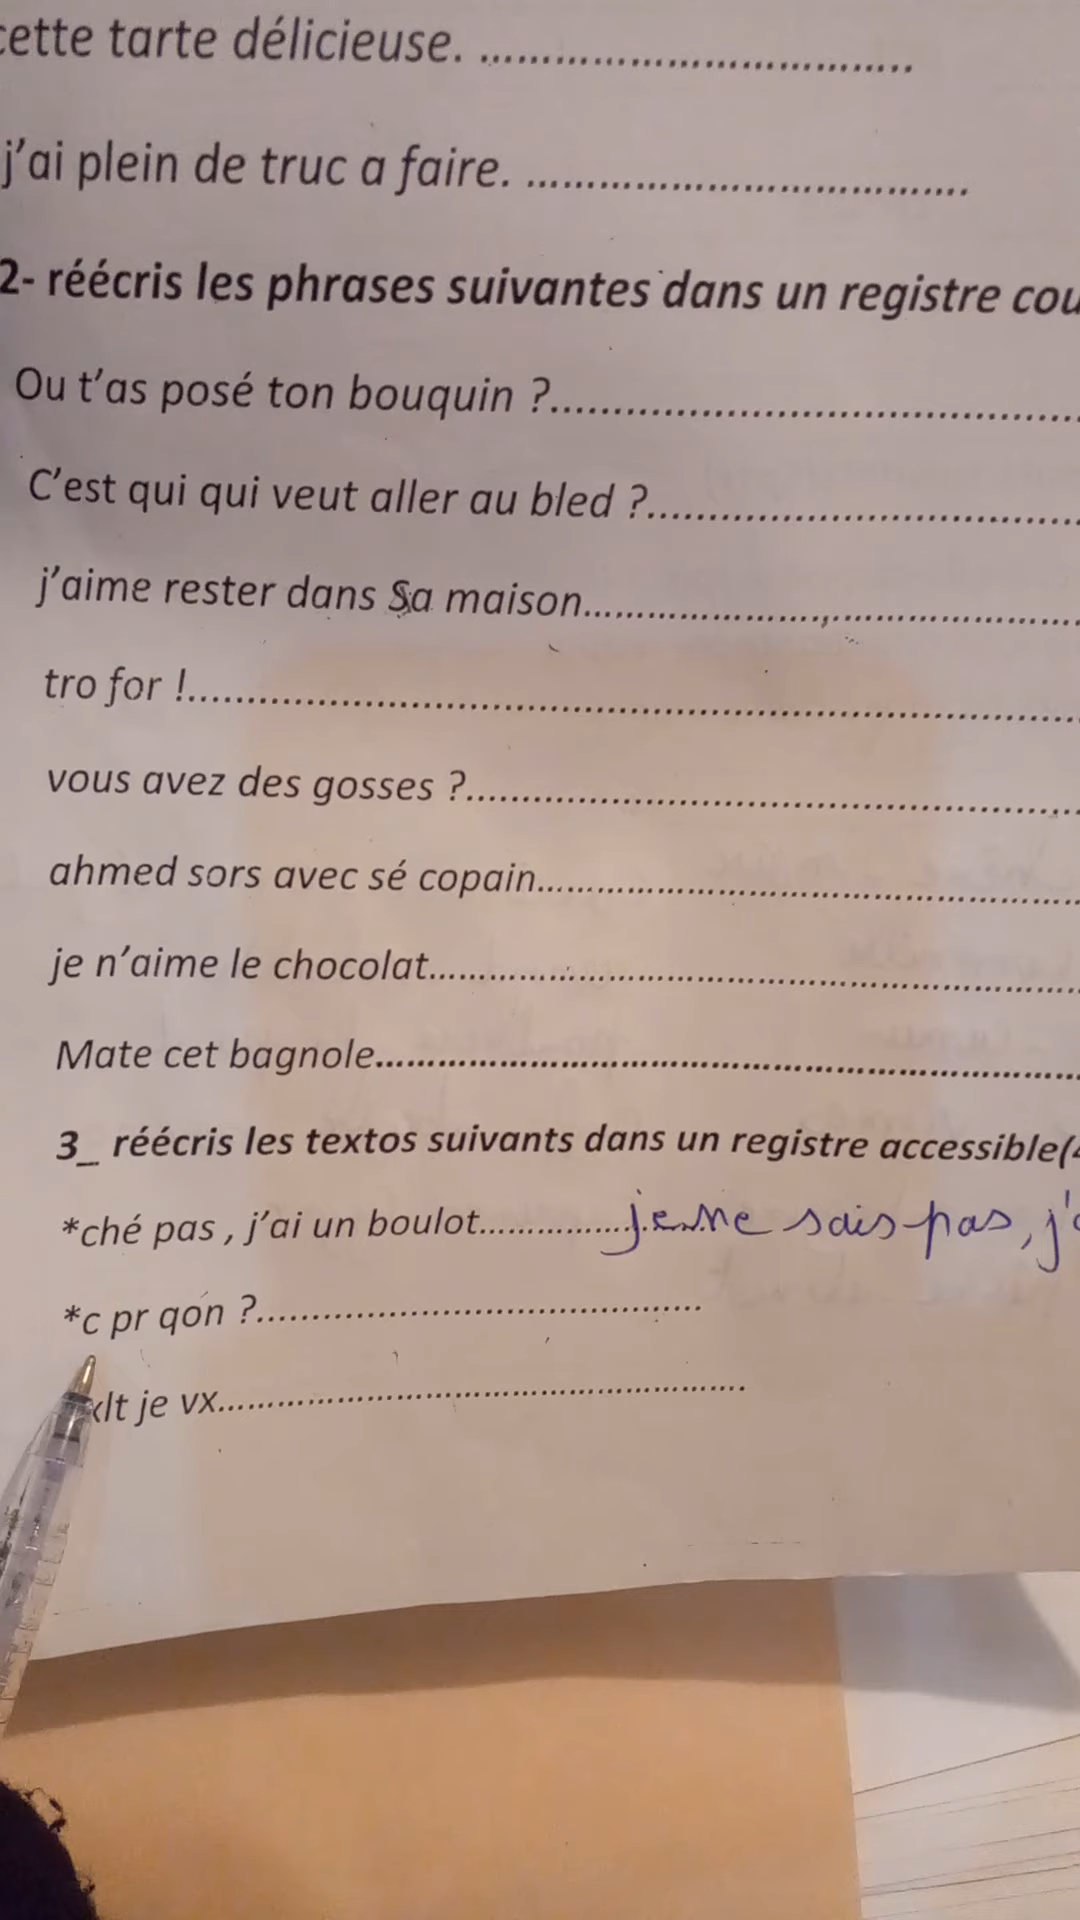 cette tarte délicieuse. ....................................
j'ai plein de truc a faire. .....................................
2- réécris les phrases suivantes dans un registre cou
Ou t'as posé ton bouquin ?.............................................
C'est qui qui veut aller au bled ?.....................................
j'aime rester dans Sa maison...........................................
tro for !...........................................................................
vous avez des gosses ?...................................................
ahmed sors avec sé copain.............................................
je n'aime le chocolat.......................................................
Mate cet bagnole............................................................
3_ réécris les textos suivants dans un registre accessible(4
*ché pas , j'ai un boulot............. je ne sais pas, j'a
*c pr qon ?.....................................
lt je vx............................................